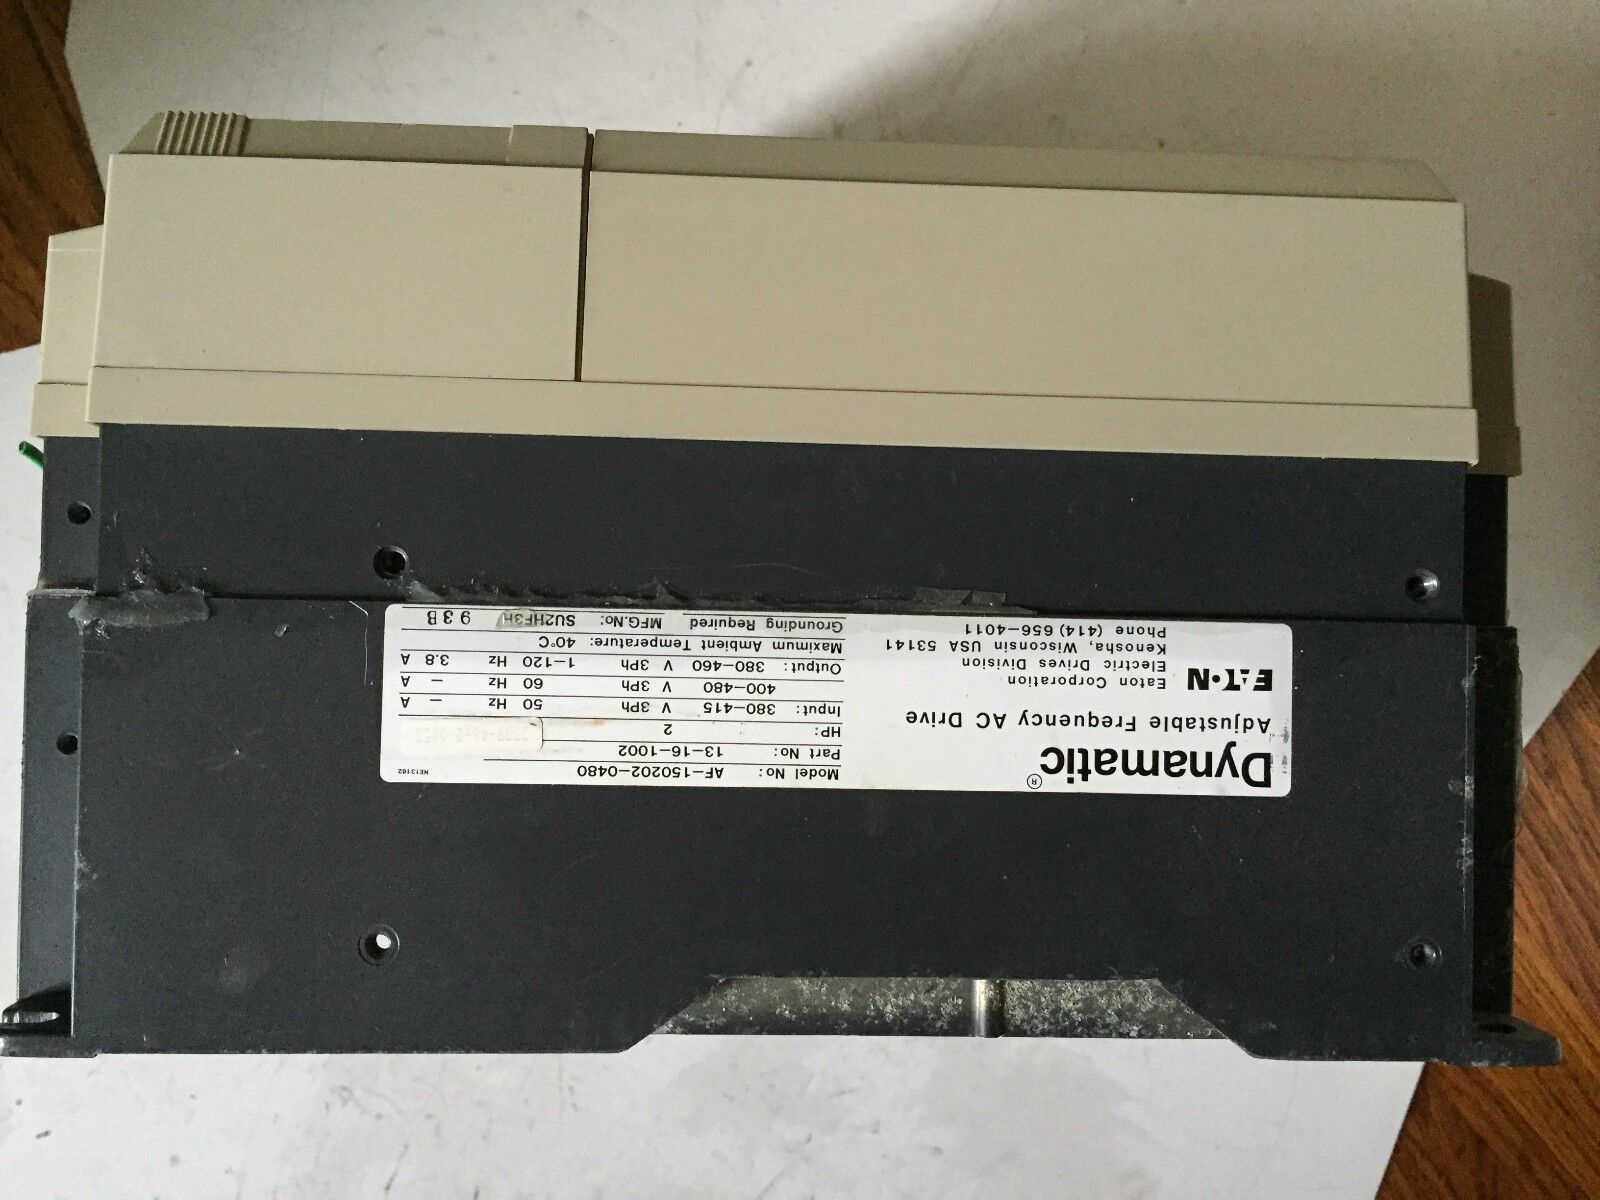 Dynamatic®
Adjustable Frequency AC Drive
EATON Eaton Corporation
Electric Drives Division
Kenosha, Wisconsin USA 53141
Phone (414) 656-4011
Model No: AF-150202-0480
Part No: 13-16-1002
HP: 2
Input: 380-415 V 3Ph 50 Hz — A
400-480 V 3Ph 60 Hz — A
Output: 380-460 V 3Ph 1-120 Hz 3.8 A
Maximum Ambient Temperature: 40°C
Grounding Required MFG.No: SU2HF3H 93B
NE13102